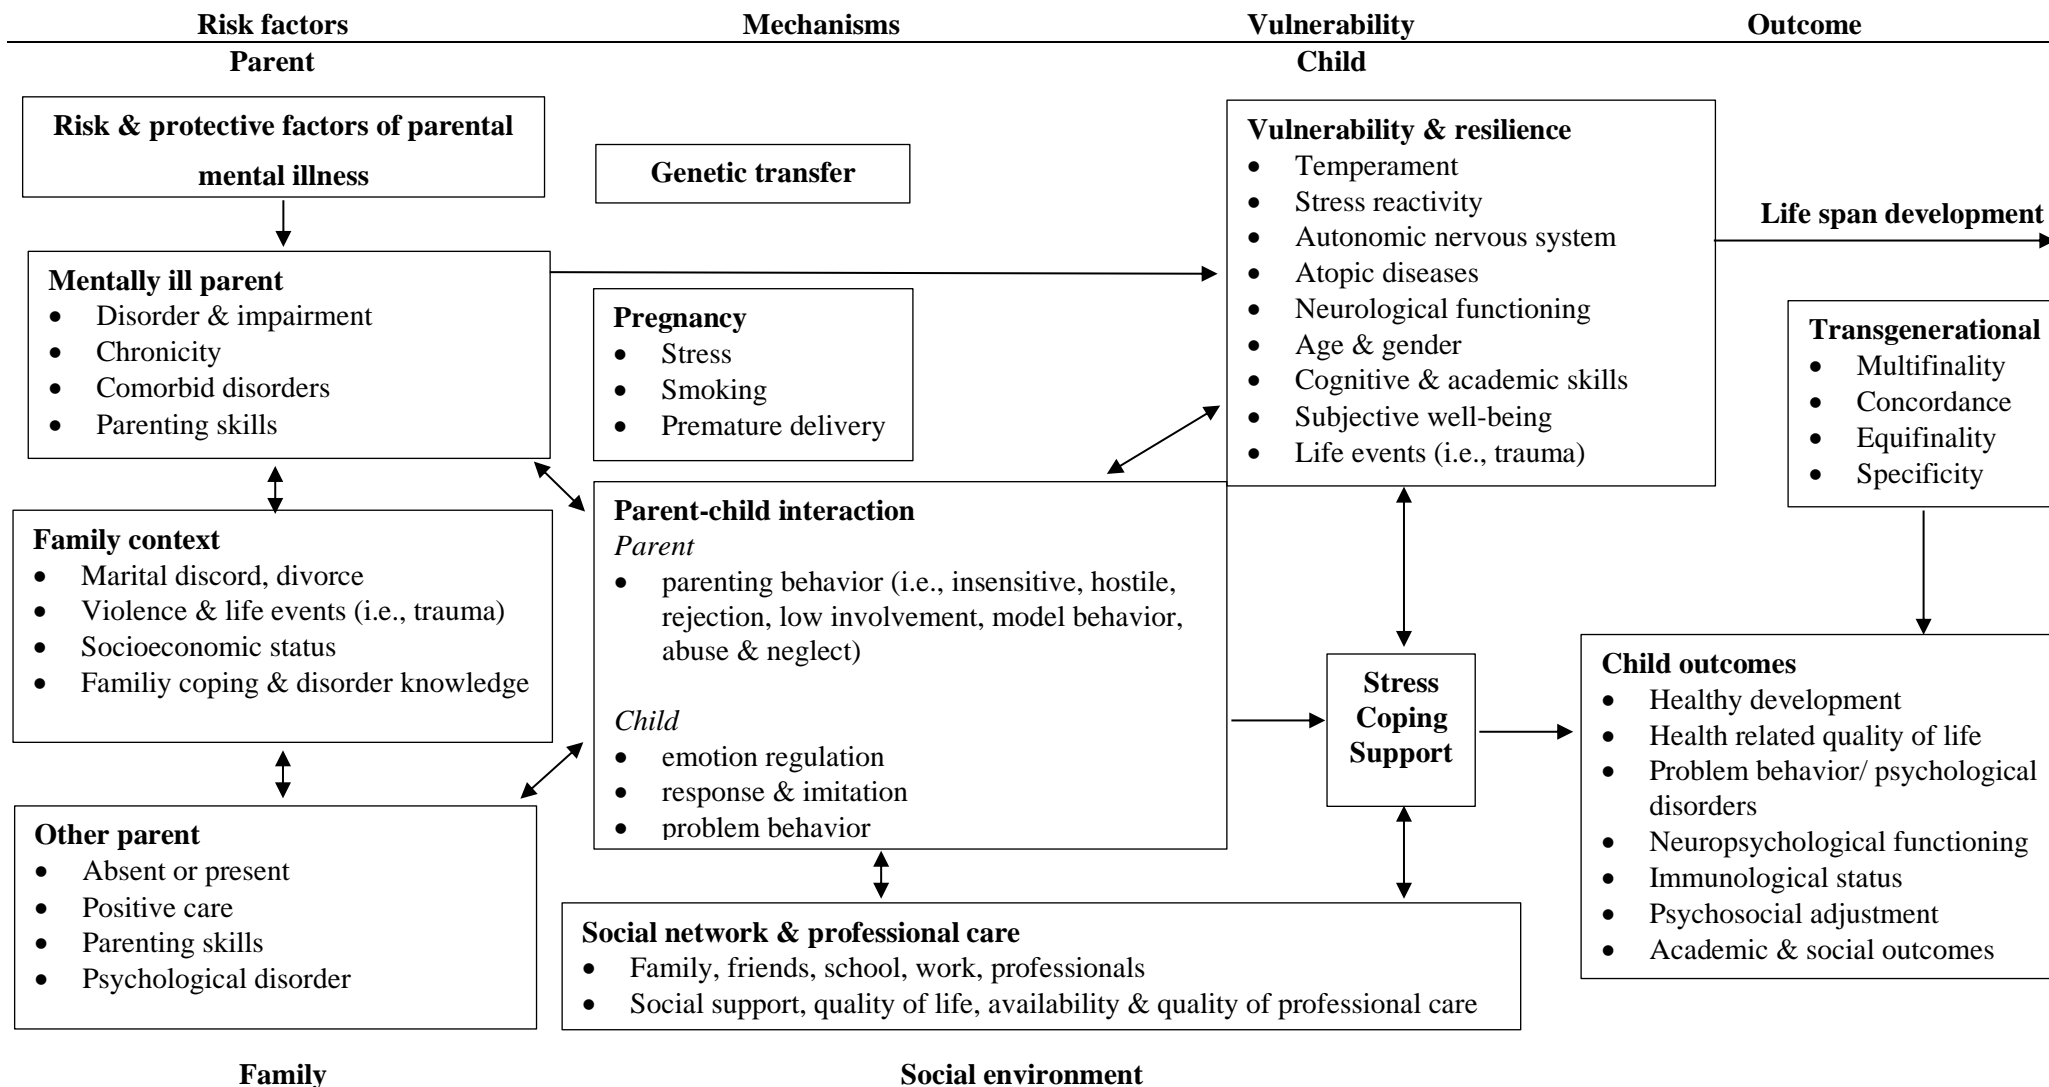 Risk factors
Mechanisms
Vulnerability
Outcome
Parent
Child
Risk & protective factors of parental
mental illness
Mentally ill parent
• Disorder & impairment
• Chronicity
• Comorbid disorders
• Parenting skills
Family context
• Marital discord, divorce
• Violence & life events (i.e., trauma)
• Socioeconomic status
• Familiy coping & disorder knowledge
Other parent
• Absent or present
• Positive care
• Parenting skills
• Psychological disorder
Family
Genetic transfer
Pregnancy
• Stress
• Smoking
• Premature delivery
Parent-child interaction
Parent
• parenting behavior (i.e., insensitive, hostile,
rejection, low involvement, model behavior,
abuse & neglect)
Child
• emotion regulation
• response & imitation
• problem behavior
Social network & professional care
• Family, friends, school, work, professionals
• Social support, quality of life, availability & quality of professional care
Social environment
Vulnerability & resilience
• Temperament
• Stress reactivity
• Autonomic nervous system
• Atopic diseases
• Neurological functioning
• Age & gender
• Cognitive & academic skills
• Subjective well-being
• Life events (i.e., trauma)
Stress
Coping
Support
Life span development
Transgenerational
• Multifinality
• Concordance
• Equifinality
• Specificity
Child outcomes
• Healthy development
• Health related quality of life
• Problem behavior/ psychological
disorders
• Neuropsychological functioning
• Immunological status
• Psychosocial adjustment
• Academic & social outcomes